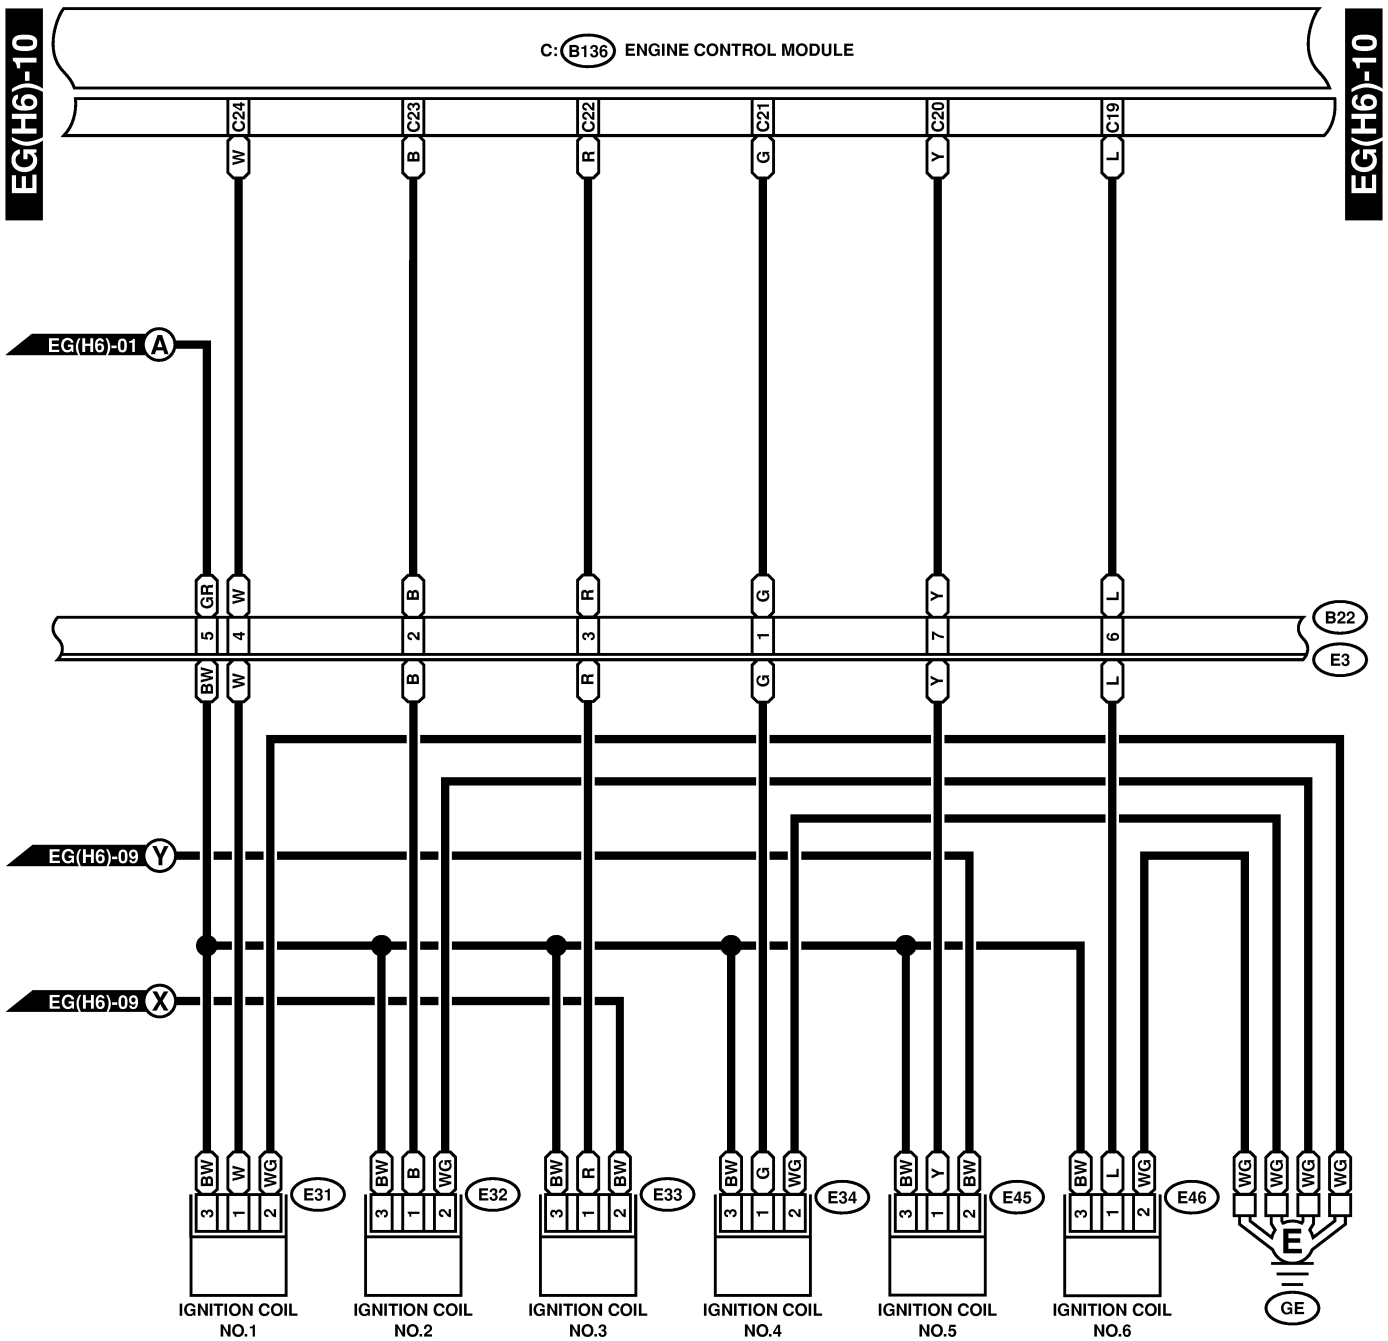 EG(H6)-10
C: B136 ENGINE CONTROL MODULE
EG(H6)-10
C24 C23 C22 C21 C20 C19
W B R G Y L
EG(H6)-01 A
GR W B R G Y L
5 4 2 3 1 7 6
B22
E3
BW W B R G Y L
EG(H6)-09 Y
EG(H6)-09 X
BW W WG BW B WG BW R BW BW G WG BW Y BW BW L WG WG WG WG WG
E31 E32 E33 E34 E45 E46
3 1 2 3 1 2 3 1 2 3 1 2 3 1 2 3 1 2
E
GE
IGNITION COIL NO.1
IGNITION COIL NO.2
IGNITION COIL NO.3
IGNITION COIL NO.4
IGNITION COIL NO.5
IGNITION COIL NO.6